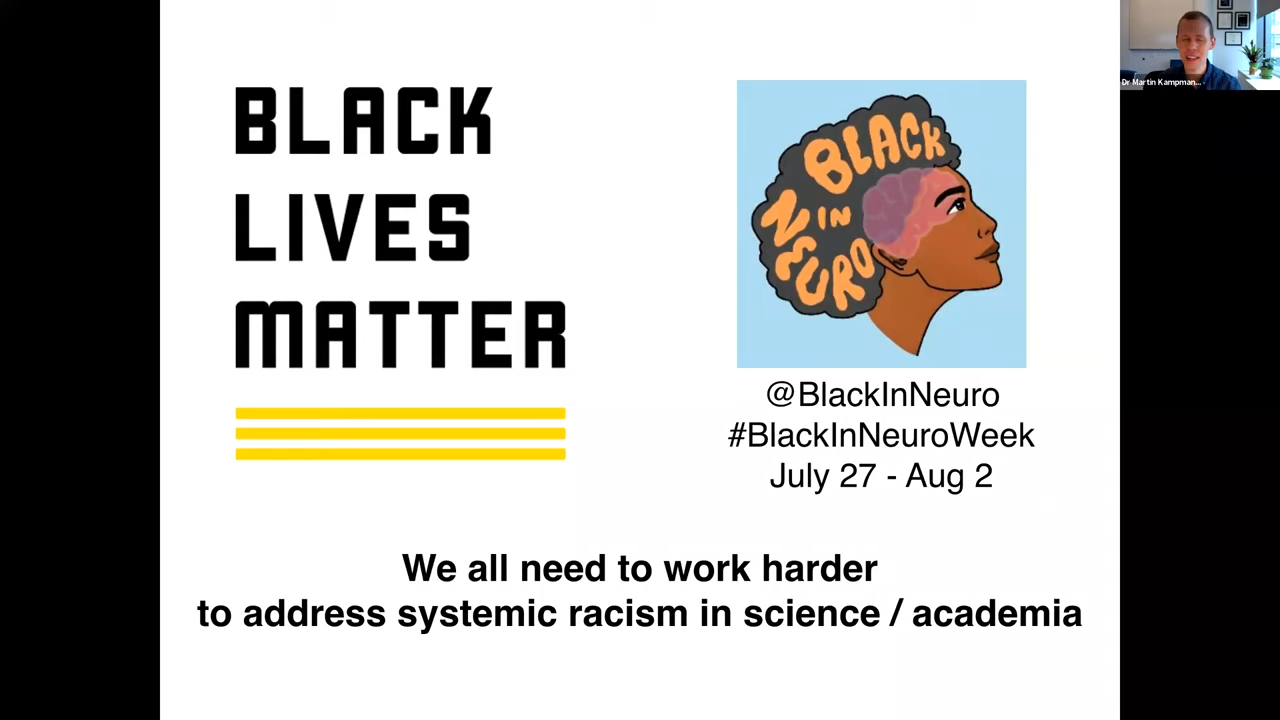 BLACK
LIVES
MATTER
BLACK
IN
NEURO
@BlackInNeuro
#BlackInNeuroWeek
July 27 - Aug 2
We all need to work harder
to address systemic racism in science / academia
Dr Martin Kampman...